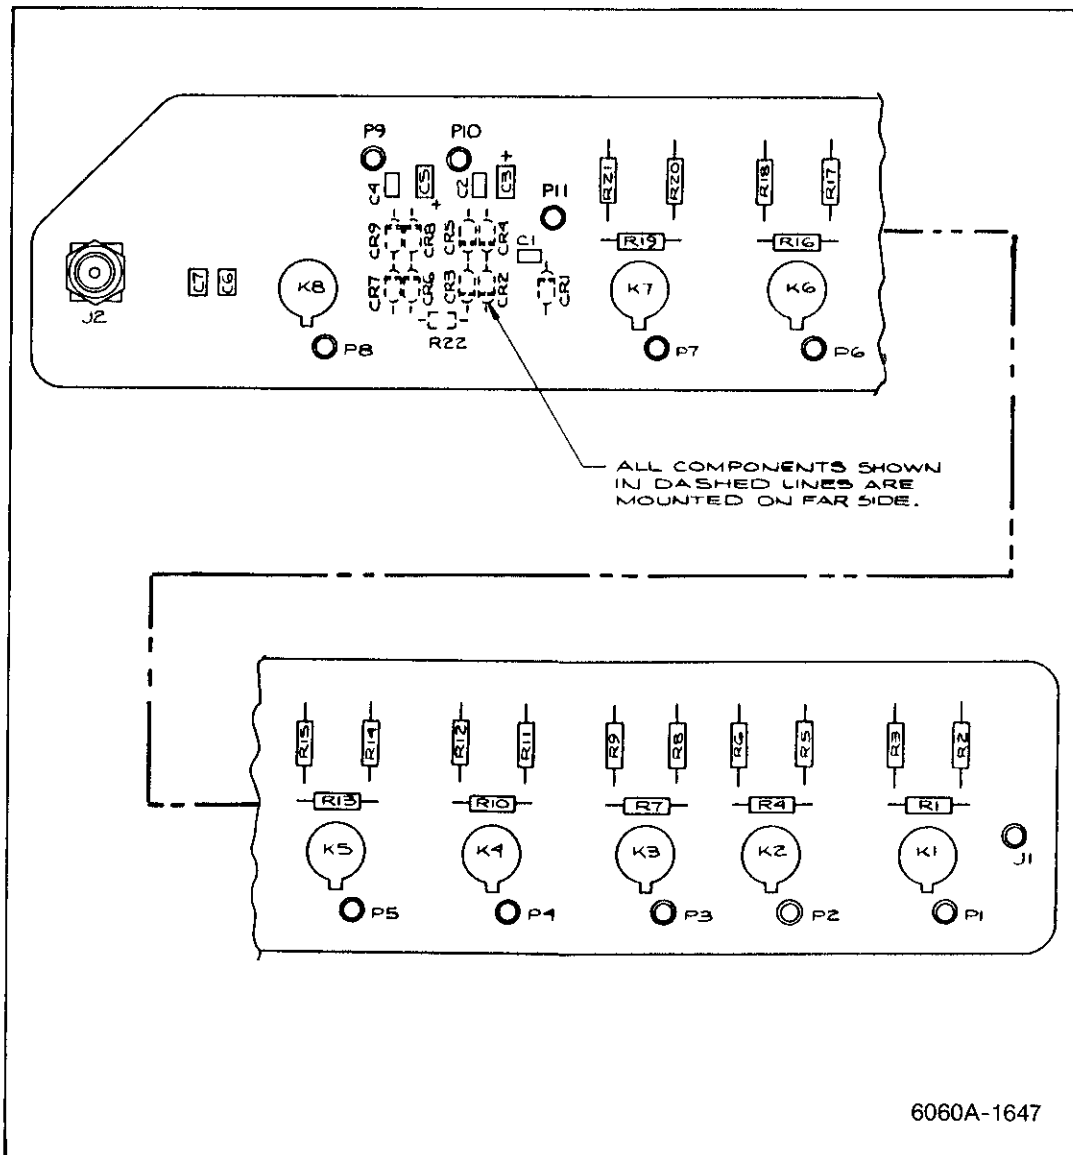 P9 P10
C4 C5 C2 C3 +
+
P11
R21 R20 R18 R17
CR9 CR8 CR5 CR4
C1
R19 R16
J2
C7 C6
K8
CR7 CR6 CR3 CR2 CR1
K7 K6
R22
P8 P7 P6
ALL COMPONENTS SHOWN
IN DASHED LINES ARE
MOUNTED ON FAR SIDE.
R15 R14 R12 R11 R9 R8 R6 R5 R3 R2
R13 R10 R7 R4 R1
K5 K4 K3 K2 K1
J1
P5 P4 P3 P2 P1
6060A-1647